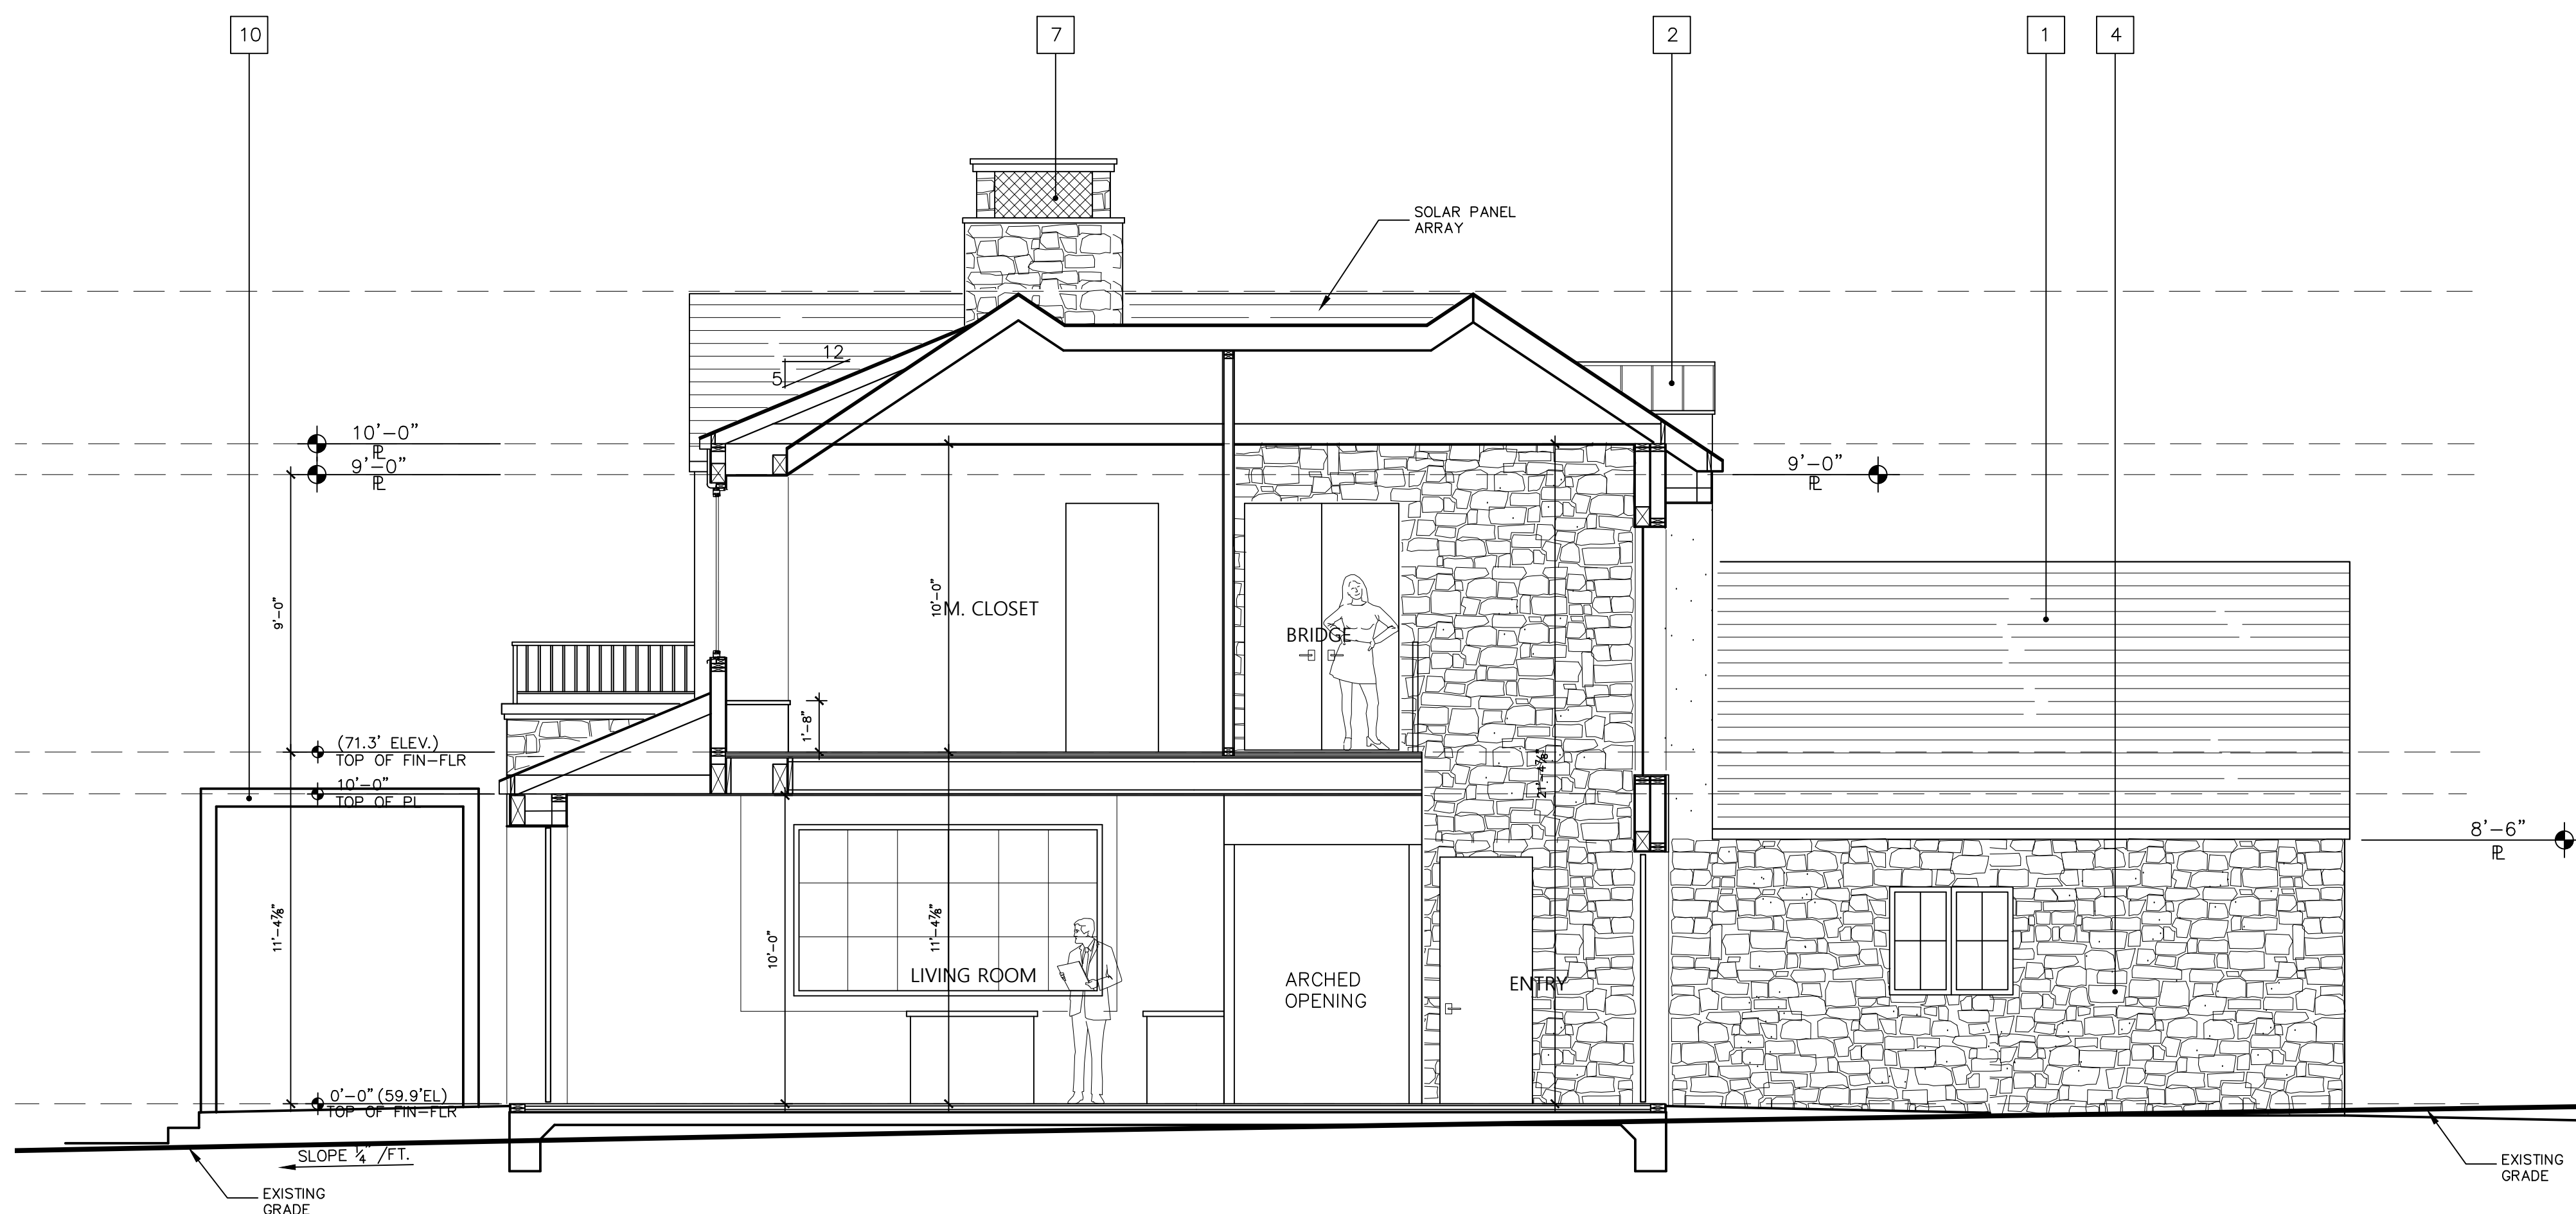 10
7
2
1
4
SOLAR PANEL
ARRAY
12
5
10'-0"
PL
9'-0"
PL
9'-0"
PL
9'-0"
10'-0"
M. CLOSET
BRIDGE
1'-8"
(71.3' ELEV.)
TOP OF FIN-FLR
21'-4⅞"
10'-0"
TOP OF PL
8'-6"
PL
11'-4⅞"
10'-0"
11'-4⅞"
LIVING ROOM
ARCHED
OPENING
ENTRY
0'-0" (59.9'EL)
TOP OF FIN-FLR
SLOPE ¼" /FT.
EXISTING
GRADE
EXISTING
GRADE